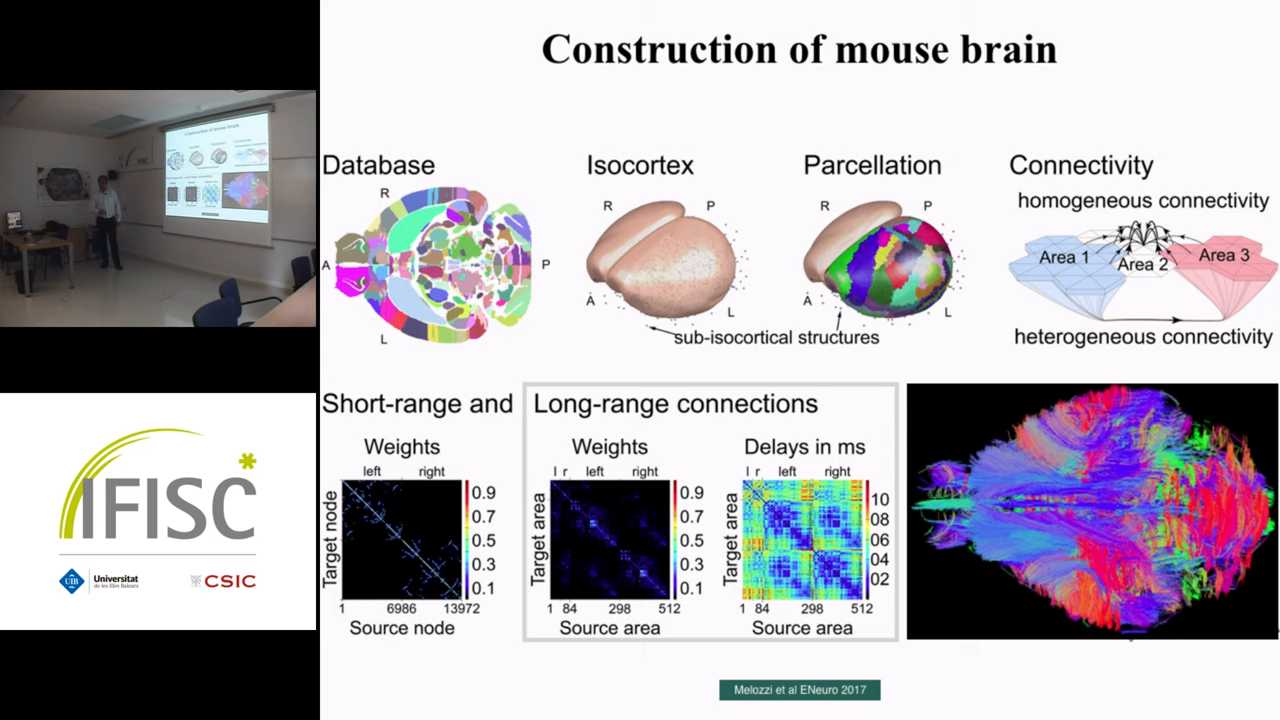 Construction of mouse brain
Database
Isocortex
Parcellation
Connectivity
R
A
P
L
R
P
A
L
R
P
A
L
sub-isocortical structures
homogeneous connectivity
Area 1
Area 2
Area 3
heterogeneous connectivity
Short-range and
Long-range connections
Weights
left right
Target node
0.9
0.7
0.5
0.3
0.1
1 6986 13972
Source node
Weights
l r left right
Target area
0.9
0.7
0.5
0.3
0.1
1 84 298 512
Source area
Delays in ms
l r left right
Target area
10
08
06
04
02
1 84 298 512
Source area
Melozzi et al ENeuro 2017
IFISC
UIB
Universitat
de les Illes Balears
CSIC
Construction of mouse brain